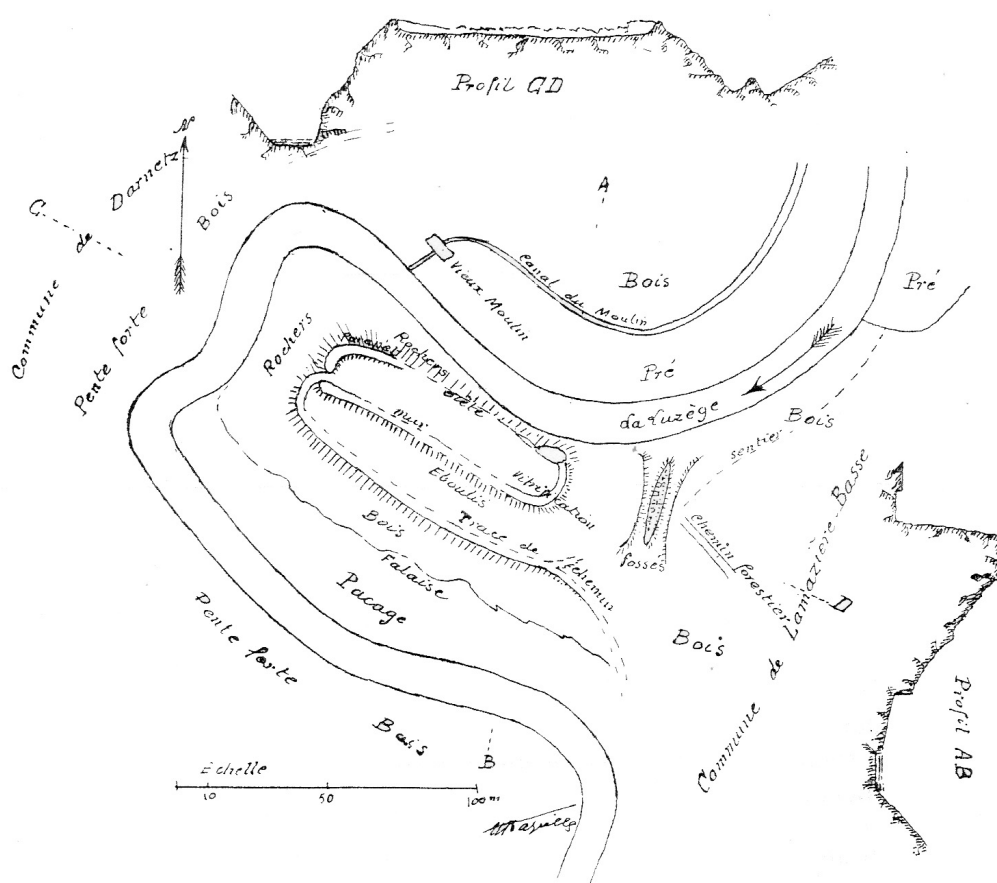 Profil CD
N
C.
Commune de Darnetz
Bois
A
Pente forte
Vieux Moulin
Canal du Moulin
Bois
Pré
Rochers
Rochers
Pré
crête
La Luzège
Bois
mur
sentier
Vitrification
Eboulis
Trace de chemin
Bois
Falaise
fosses
chemin forestier
D
Pacage
Bois
Commune de Lamazière-Basse
Pente forte
Profil AB
Bois
B
Echelle
10
50
100m